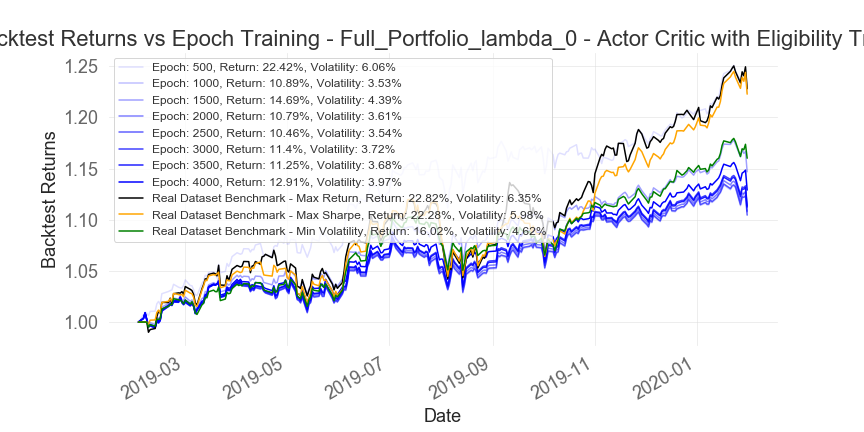 cktest Returns vs Epoch Training - Full_Portfolio_lambda_0 - Actor Critic with Eligibility Tr
Epoch: 500, Return: 22.42%, Volatility: 6.06%
Epoch: 1000, Return: 10.89%, Volatility: 3.53%
Epoch: 1500, Return: 14.69%, Volatility: 4.39%
Epoch: 2000, Return: 10.79%, Volatility: 3.61%
Epoch: 2500, Return: 10.46%, Volatility: 3.54%
Epoch: 3000, Return: 11.4%, Volatility: 3.72%
Epoch: 3500, Return: 11.25%, Volatility: 3.68%
Epoch: 4000, Return: 12.91%, Volatility: 3.97%
Real Dataset Benchmark - Max Return, Return: 22.82%, Volatility: 6.35%
Real Dataset Benchmark - Max Sharpe, Return: 22.28%, Volatility: 5.98%
Real Dataset Benchmark - Min Volatility, Return: 16.02%, Volatility: 4.62%
Backtest Returns
1.25
1.20
1.15
1.10
1.05
1.00
2019-03
2019-05
2019-07
2019-09
2019-11
2020-01
Date